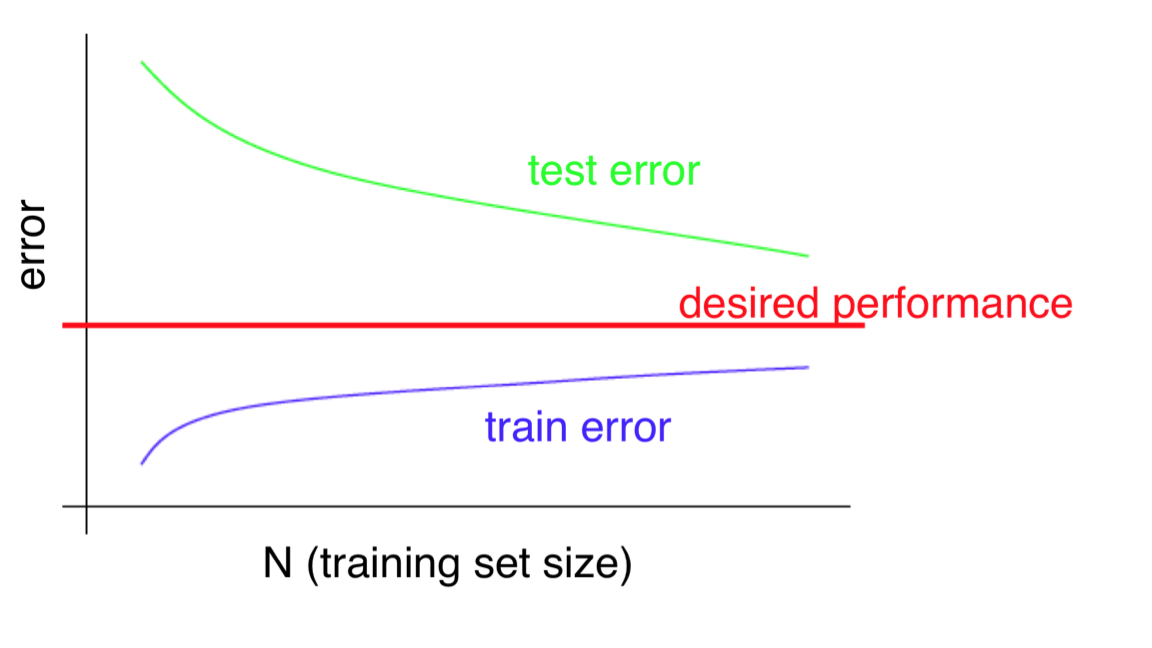 test error
error
desired performance
train error
N (training set size)